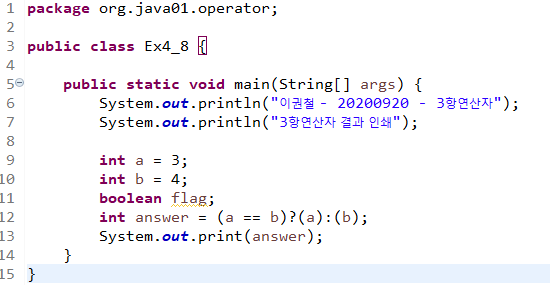 1 package org.java01.operator;
2
3 public class Ex4_8 {
4
5 public static void main(String[] args) {
6 System.out.println("이권철 - 20200920 - 3항연산자");
7 System.out.println("3항연산자 결과 인쇄");
8
9 int a = 3;
10 int b = 4;
11 boolean flag;
12 int answer = (a == b)?(a):(b);
13 System.out.print(answer);
14 }
15 }